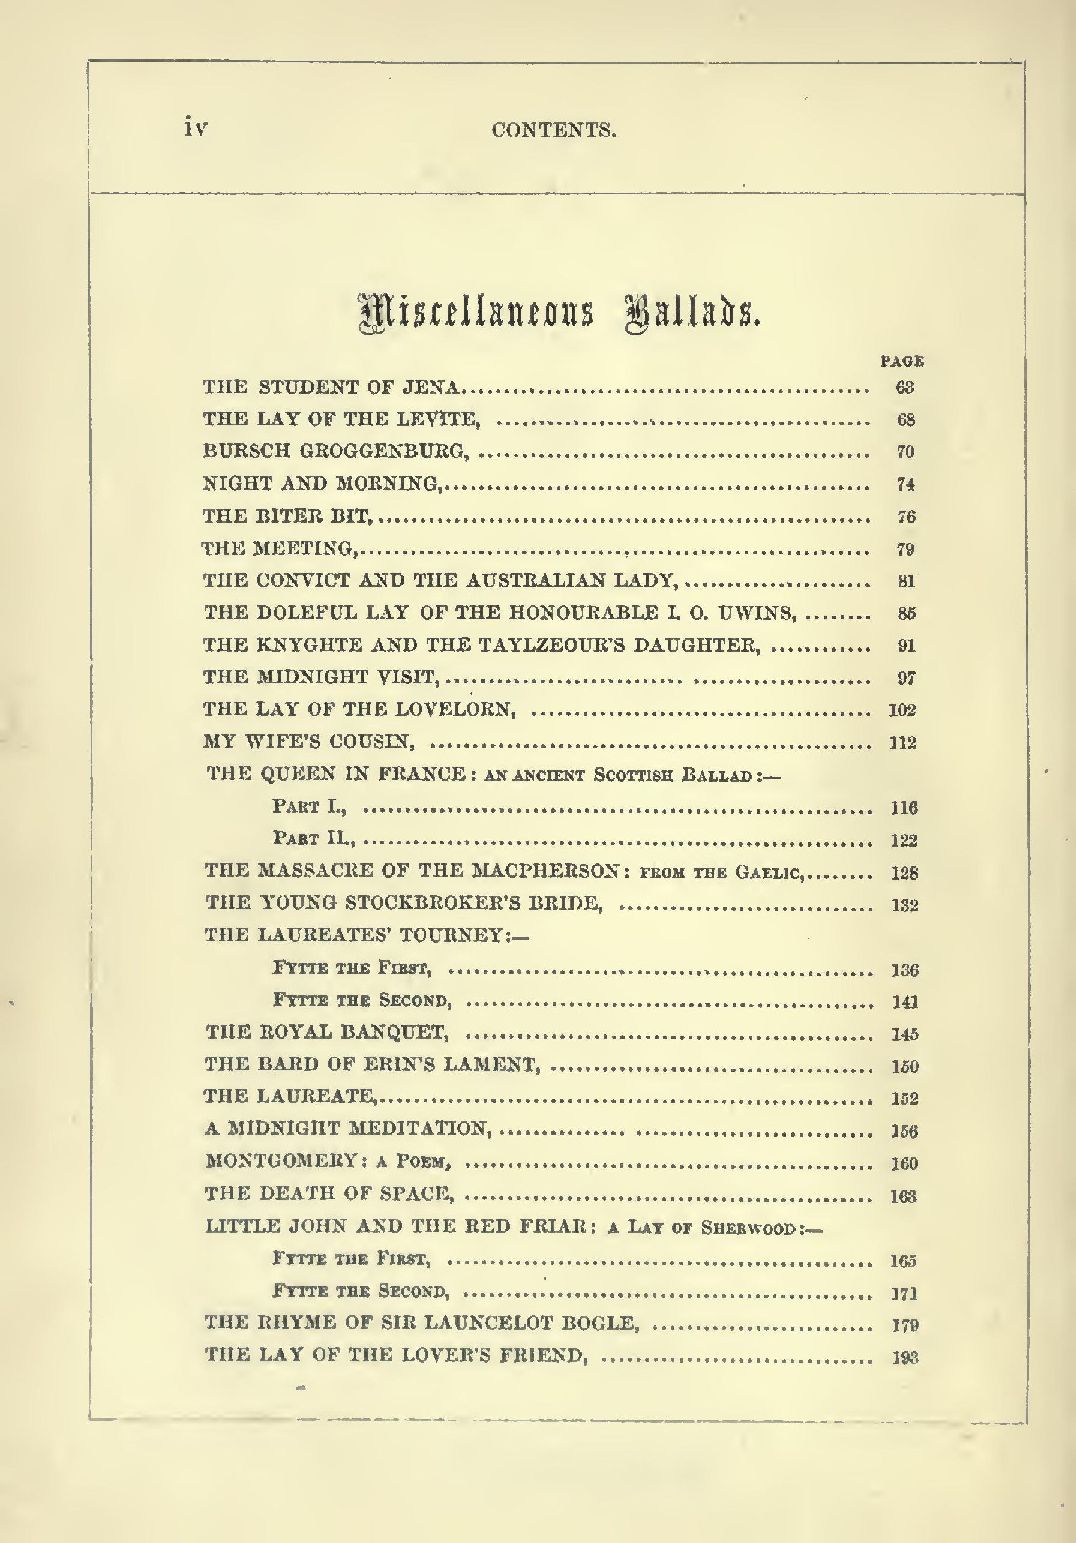 iv CONTENTS.
Miscellaneous Ballads.
PAGE
THE STUDENT OF JENA, 63
THE LAY OF THE LEVITE, 68
BURSCH GROGGENBURG, 70
NIGHT AND MORNING, 74
THE BITER BIT, 76
THE MEETING, 79
THE CONVICT AND THE AUSTRALIAN LADY, 81
THE DOLEFUL LAY OF THE HONOURABLE I. O. UWINS, 85
THE KNYGHTE AND THE TAYLZEOUR'S DAUGHTER, 91
THE MIDNIGHT VISIT, 97
THE LAY OF THE LOVELORN, 102
MY WIFE'S COUSIN, 112
THE QUEEN IN FRANCE: AN ANCIENT SCOTTISH BALLAD:—
PART I., 116
PART II., 122
THE MASSACRE OF THE MACPHERSON: FROM THE GAELIC, 128
THE YOUNG STOCKBROKER'S BRIDE, 132
THE LAUREATES' TOURNEY:—
FYTTE THE FIRST, 136
FYTTE THE SECOND, 141
THE ROYAL BANQUET, 145
THE BARD OF ERIN'S LAMENT, 150
THE LAUREATE, 152
A MIDNIGHT MEDITATION, 156
MONTGOMERY: A POEM, 160
THE DEATH OF SPACE, 163
LITTLE JOHN AND THE RED FRIAR: A LAY OF SHERWOOD:—
FYTTE THE FIRST, 165
FYTTE THE SECOND, 171
THE RHYME OF SIR LAUNCELOT BOGLE, 179
THE LAY OF THE LOVER'S FRIEND, 193